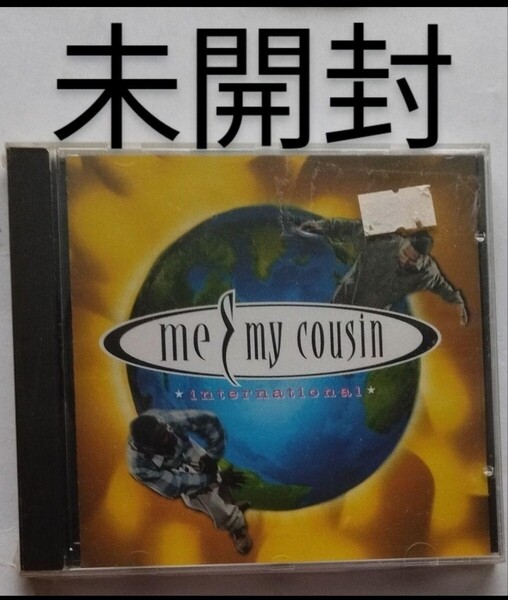 未開封
me & my cousin
★international★